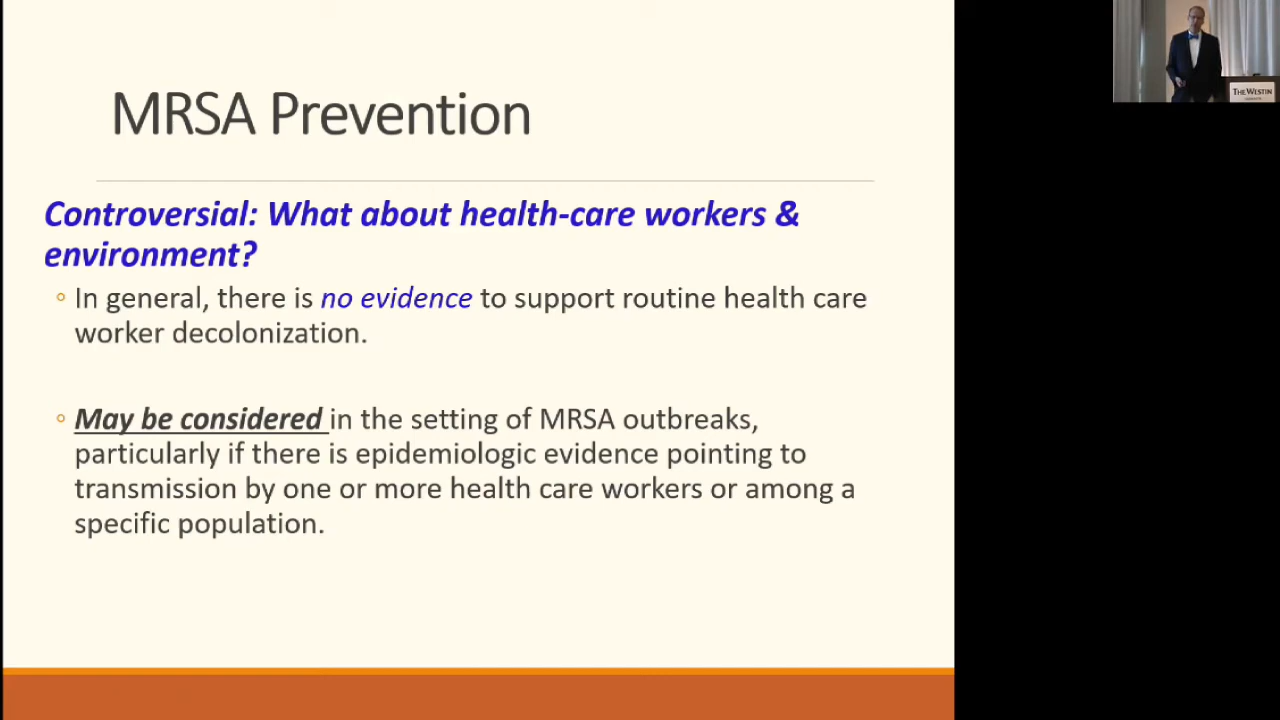 MRSA Prevention
Controversial: What about health-care workers &
environment?
◦ In general, there is no evidence to support routine health care
worker decolonization.
◦ May be considered in the setting of MRSA outbreaks,
particularly if there is epidemiologic evidence pointing to
transmission by one or more health care workers or among a
specific population.
THE WESTIN